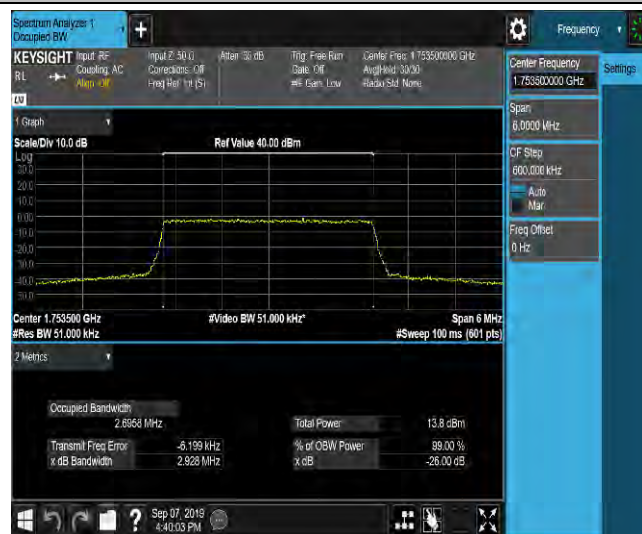 Spectrum Analyzer 1
Occupied BW
Frequency
KEYSIGHT
RL
Input: RF
Coupling: AC
Align: Off
Input Z: 50 Ω
Corrections: Off
Freq Ref: Int (S)
Atten: 30 dB
Trig: Free Run
Gate: Off
#IF Gain: Low
Center Freq: 1.753500000 GHz
Avg|Hold: 30/30
Radio Std: None
Center Frequency
1.753500000 GHz
Settings
Span
6.0000 MHz
CF Step
600.000 kHz
Auto
Man
Freq Offset
0 Hz
1 Graph
Scale/Div 10.0 dB
Ref Value 40.00 dBm
Log
30.0
20.0
10.0
0.00
-10.0
-20.0
-30.0
-40.0
-50.0
Center 1.753500 GHz
#Video BW 51.000 kHz*
Span 6 MHz
#Res BW 51.000 kHz
#Sweep 100 ms (601 pts)
2 Metrics
Occupied Bandwidth
2.6958 MHz
Total Power
13.8 dBm
Transmit Freq Error
-6.199 kHz
% of OBW Power
99.00 %
x dB Bandwidth
2.928 MHz
x dB
-26.00 dB
Sep 07, 2019
4:40:03 PM